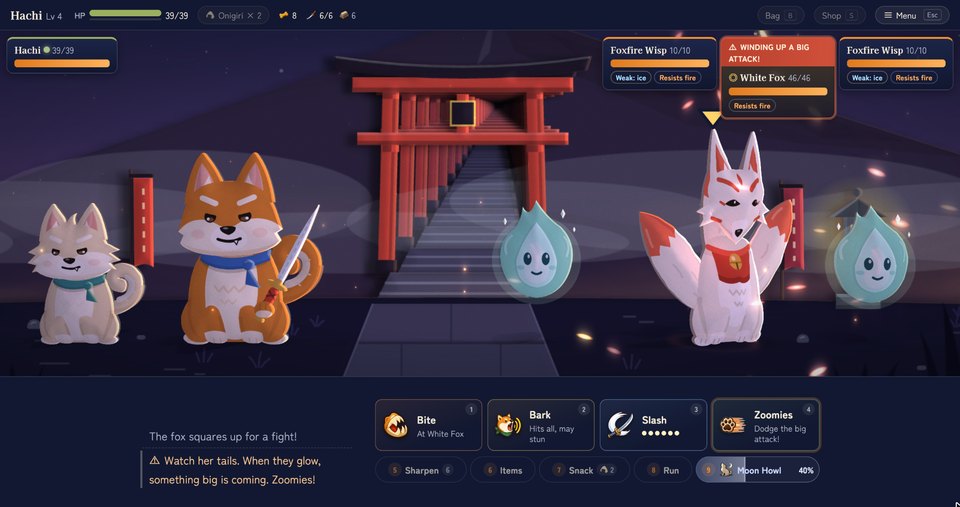 Hachi Lv 4 HP 39/39 Onigiri × 2 8 6/6 6 Bag B Shop S Menu Esc
Hachi 39/39
Foxfire Wisp 10/10
Weak: ice Resists fire
WINDING UP A BIG
ATTACK!
White Fox 46/46
Resists fire
Foxfire Wisp 10/10
Weak: ice Resists fire
The fox squares up for a fight!
Watch her tails. When they glow,
something big is coming. Zoomies!
Bite 1
At White Fox
Bark 2
Hits all, may
stun
Slash 3
Zoomies 4
Dodge the big
attack!
5 Sharpen 6
6 Items
7 Snack 2
8 Run
9 Moon Howl 40%